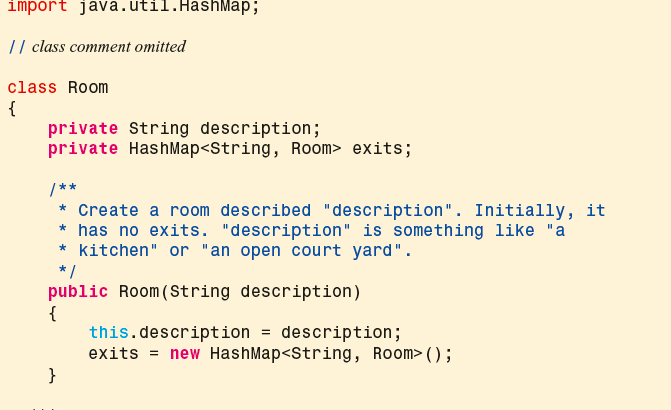 import java.util.HashMap;
// class comment omitted
class Room
{
private String description;
private HashMap<String, Room> exits;
/**
* Create a room described "description". Initially, it
* has no exits. "description" is something like "a
* kitchen" or "an open court yard".
*/
public Room(String description)
{
this.description = description;
exits = new HashMap<String, Room>();
}